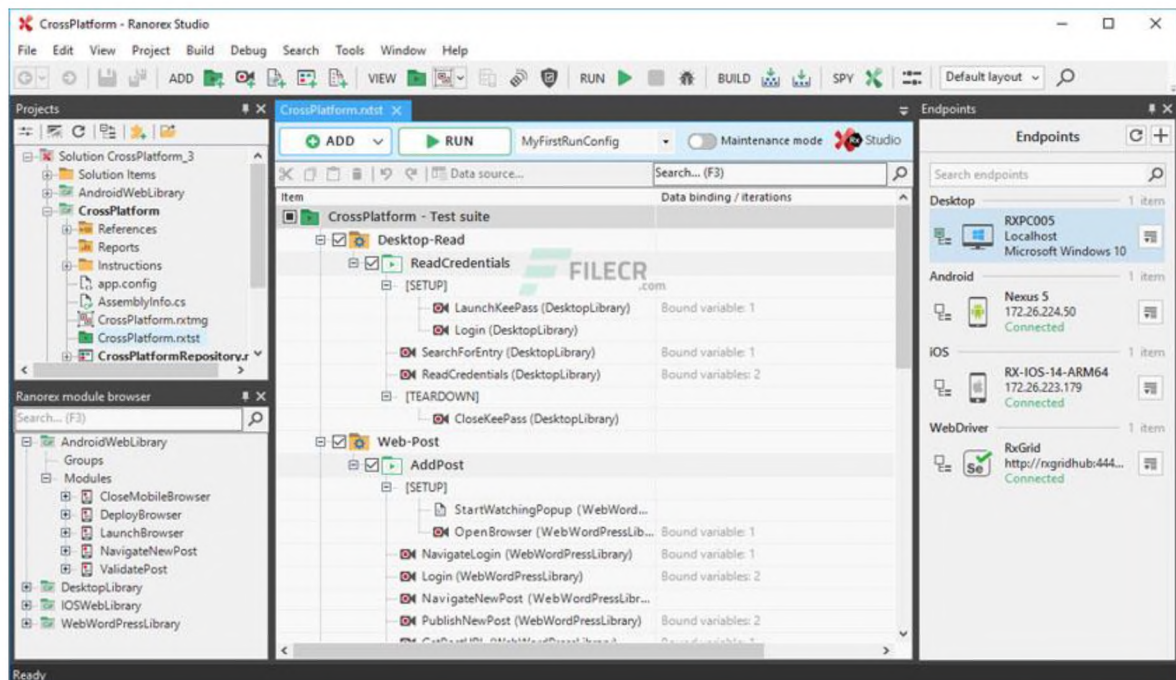 CrossPlatform - Ranorex Studio
File Edit View Project Build Debug Search Tools Window Help
ADD VIEW RUN BUILD SPY Default layout
Projects
Solution CrossPlatform_3
Solution Items
AndroidWebLibrary
CrossPlatform
References
Reports
Instructions
app.config
AssemblyInfo.cs
CrossPlatform.rxtmg
CrossPlatform.rxtst
CrossPlatformRepository.r
Ranorex module browser
Search... (F3)
AndroidWebLibrary
Groups
Modules
CloseMobileBrowser
DeployBrowser
LaunchBrowser
NavigateNewPost
ValidatePost
DesktopLibrary
IOSWebLibrary
WebWordPressLibrary
CrossPlatform.rxtst
ADD RUN MyFirstRunConfig Maintenance mode Rx Studio
Data source... Search... (F3)
Item Data binding / iterations
CrossPlatform - Test suite
Desktop-Read
ReadCredentials
FILECR
.com
[SETUP]
LaunchKeePass (DesktopLibrary) Bound variable: 1
Login (DesktopLibrary)
SearchForEntry (DesktopLibrary) Bound variable: 1
ReadCredentials (DesktopLibrary) Bound variables: 2
[TEARDOWN]
CloseKeePass (DesktopLibrary)
Web-Post
AddPost
[SETUP]
StartWatchingPopup (WebWord...
OpenBrowser (WebWordPressLib... Bound variable: 1
NavigateLogin (WebWordPressLibrary) Bound variable: 1
Login (WebWordPressLibrary) Bound variables: 2
NavigateNewPost (WebWordPressLibr...
PublishNewPost (WebWordPressLibrary) Bound variables: 2
Endpoints
Endpoints
Search endpoints
Desktop 1 item
RXPC005
Localhost
Microsoft Windows 10
Android 1 item
Nexus 5
172.26.224.50
Connected
iOS 1 item
RX-IOS-14-ARM64
172.26.223.179
Connected
WebDriver 1 item
Se
RxGrid
http://rxgridhub:444...
Connected
Ready